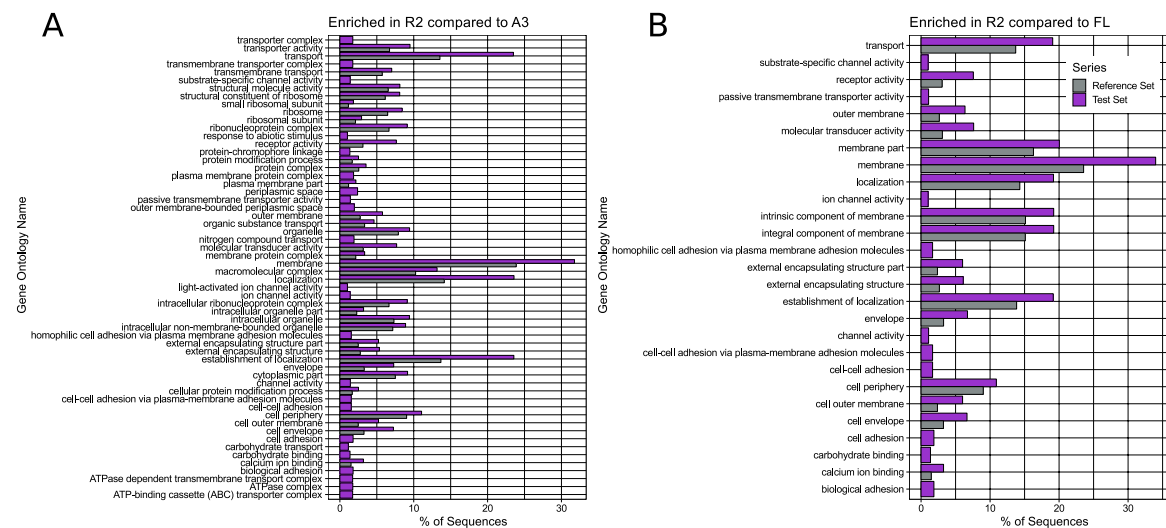 A
Enriched in R2 compared to A3
Gene Ontology Name
transporter complex
transporter activity
transport
transmembrane transporter complex
transmembrane transport
substrate-specific channel activity
structural molecule activity
structural constituent of ribosome
small ribosomal subunit
ribosome
ribosomal subunit
ribonucleoprotein complex
response to abiotic stimulus
receptor activity
protein-chromophore linkage
protein modification process
protein complex
plasma membrane protein complex
plasma membrane part
periplasmic space
passive transmembrane transporter activity
outer membrane-bounded periplasmic space
outer membrane
organic substance transport
organelle
nitrogen compound transport
molecular transducer activity
membrane protein complex
membrane
macromolecular complex
localization
light-activated ion channel activity
ion channel activity
intracellular ribonucleoprotein complex
intracellular organelle part
intracellular organelle
intracellular non-membrane-bounded organelle
homophilic cell adhesion via plasma membrane adhesion molecules
external encapsulating structure part
external encapsulating structure
establishment of localization
envelope
cytoplasmic part
channel activity
cellular protein modification process
cell-cell adhesion via plasma-membrane adhesion molecules
cell-cell adhesion
cell periphery
cell outer membrane
cell envelope
cell adhesion
carbohydrate transport
carbohydrate binding
calcium ion binding
biological adhesion
ATPase dependent transmembrane transport complex
ATPase complex
ATP-binding cassette (ABC) transporter complex
0 10 20 30
% of Sequences
B
Enriched in R2 compared to FL
Gene Ontology Name
transport
substrate-specific channel activity
receptor activity
passive transmembrane transporter activity
outer membrane
molecular transducer activity
membrane part
membrane
localization
ion channel activity
intrinsic component of membrane
integral component of membrane
homophilic cell adhesion via plasma membrane adhesion molecules
external encapsulating structure part
external encapsulating structure
establishment of localization
envelope
channel activity
cell-cell adhesion via plasma-membrane adhesion molecules
cell-cell adhesion
cell periphery
cell outer membrane
cell envelope
cell adhesion
carbohydrate binding
calcium ion binding
biological adhesion
0 10 20 30
% of Sequences
Series
Reference Set
Test Set